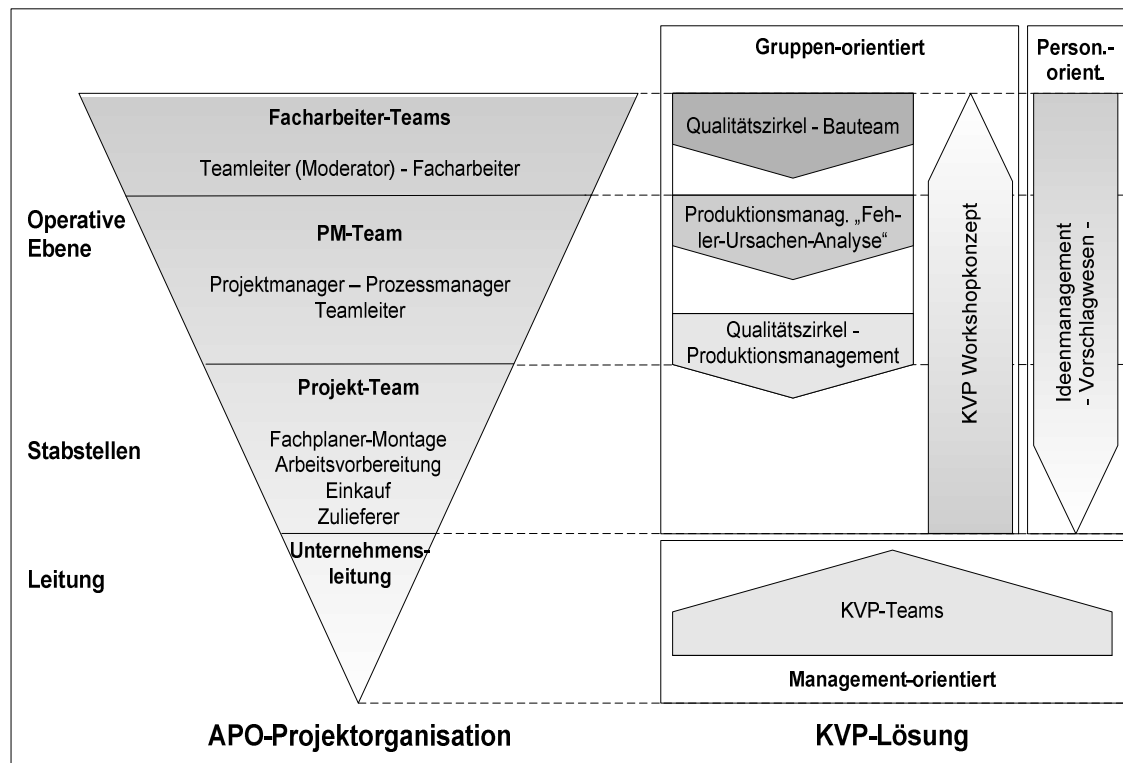 Gruppen-orientiert
Person.-
orient.
Facharbeiter-Teams
Teamleiter (Moderator) - Facharbeiter
Operative
Ebene
PM-Team
Projektmanager – Prozessmanager
Teamleiter
Projekt-Team
Stabstellen
Fachplaner-Montage
Arbeitsvorbereitung
Einkauf
Zulieferer
Leitung
Unternehmens-
leitung
Qualitätszirkel - Bauteam
Produktionsmanag. „Feh-
ler-Ursachen-Analyse“
Qualitätszirkel -
Produktionsmanagement
KVP Workshopkonzept
Ideenmanagement
- Vorschlagwesen -
KVP-Teams
Management-orientiert
APO-Projektorganisation
KVP-Lösung